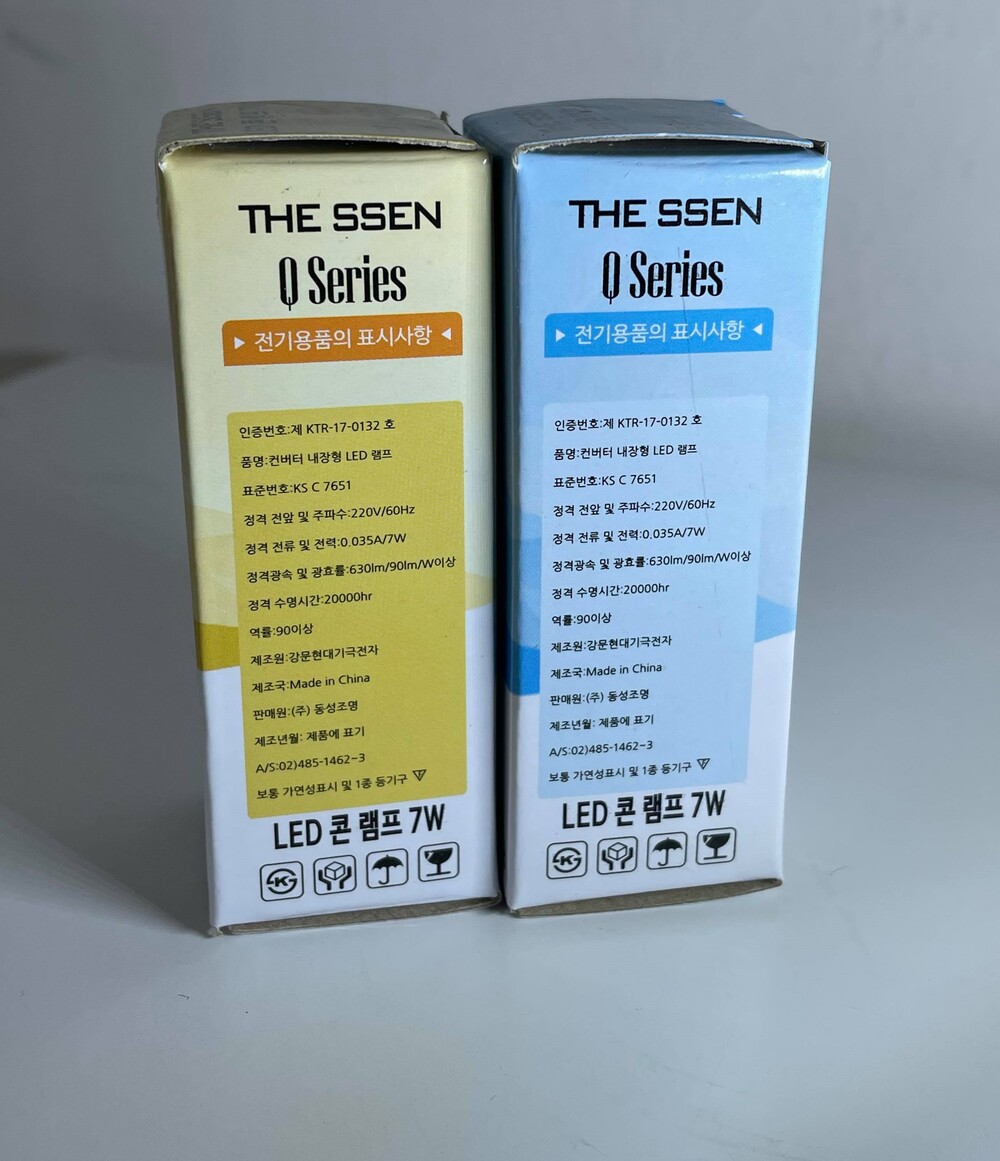 THE SSEN
Q Series
▶ 전기용품의 표시사항 ◀
인증번호:제 KTR-17-0132 호
품명:컨버터 내장형 LED 램프
표준번호:KS C 7651
정격 전앞 및 주파수:220V/60Hz
정격 전류 및 전력:0.035A/7W
정격광속 및 광효률:630lm/90lm/W이상
정격 수명시간:20000hr
역률:90이상
제조원:강문현대기극전자
제조국:Made in China
판매원:(주) 동성조명
제조년월: 제품에 표기
A/S:02)485-1462~3
보통 가연성표시 및 1종 등기구
LED 콘 램프 7W
THE SSEN
Q Series
▶ 전기용품의 표시사항 ◀
인증번호:제 KTR-17-0132 호
품명:컨버터 내장형 LED 램프
표준번호:KS C 7651
정격 전앞 및 주파수:220V/60Hz
정격 전류 및 전력:0.035A/7W
정격광속 및 광효률:630lm/90lm/W이상
정격 수명시간:20000hr
역률:90이상
제조원:강문현대기극전자
제조국:Made in China
판매원:(주) 동성조명
제조년월: 제품에 표기
A/S:02)485-1462~3
보통 가연성표시 및 1종 등기구
LED 콘 램프 7W